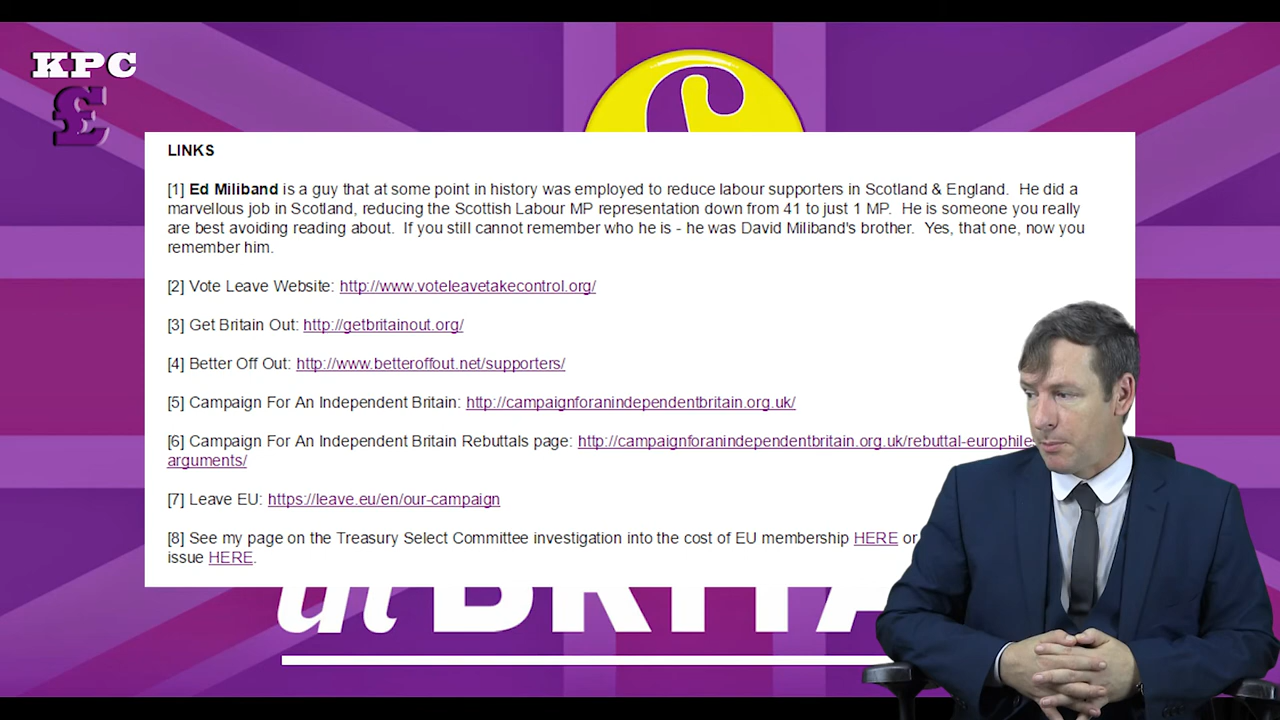 KPC
£
LINKS
[1] Ed Miliband is a guy that at some point in history was employed to reduce labour supporters in Scotland & England. He did a
marvellous job in Scotland, reducing the Scottish Labour MP representation down from 41 to just 1 MP. He is someone you really
are best avoiding reading about. If you still cannot remember who he is - he was David Miliband's brother. Yes, that one, now you
remember him.
[2] Vote Leave Website: http://www.voteleavetakecontrol.org/
[3] Get Britain Out: http://getbritainout.org/
[4] Better Off Out: http://www.betteroffout.net/supporters/
[5] Campaign For An Independent Britain: http://campaignforanindependentbritain.org.uk/
[6] Campaign For An Independent Britain Rebuttals page: http://campaignforanindependentbritain.org.uk/rebuttal-europhile
arguments/
[7] Leave EU: https://leave.eu/en/our-campaign
[8] See my page on the Treasury Select Committee investigation into the cost of EU membership HERE or
issue HERE.